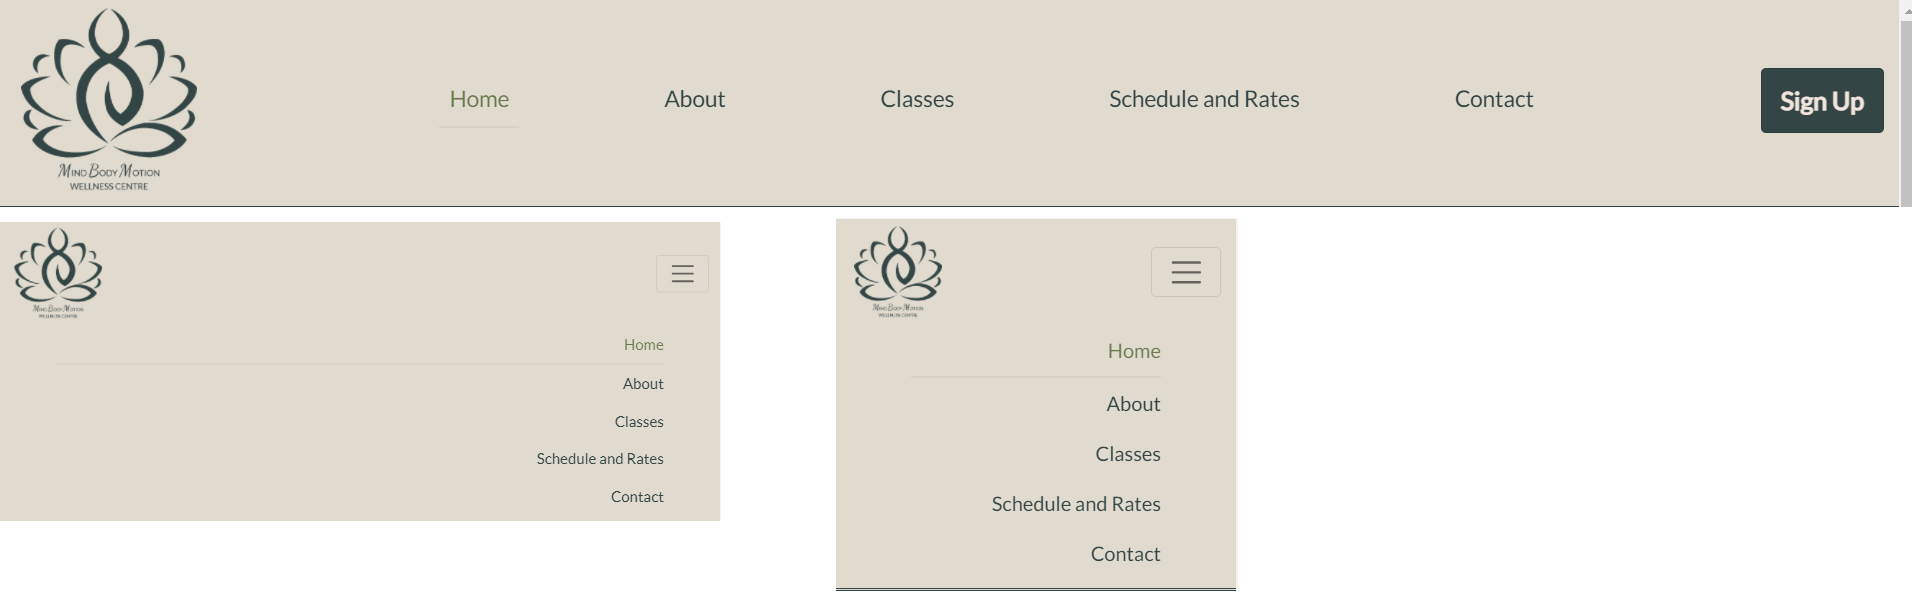 Mind Body Motion
WELLNESS CENTRE
Home
About
Classes
Schedule and Rates
Contact
Sign Up
Mind Body Motion
WELLNESS CENTRE
Home
About
Classes
Schedule and Rates
Contact
Mind Body Motion
WELLNESS CENTRE
Home
About
Classes
Schedule and Rates
Contact